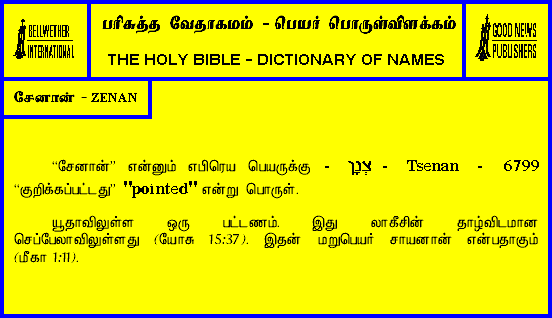 BELLWETHER
INTERNATIONAL
பரிசுத்த வேதாகமம் - பெயர் பொருள்விளக்கம்
THE HOLY BIBLE - DICTIONARY OF NAMES
GOOD NEWS
PUBLISHERS
சேனான் - ZENAN
“சேனான்” என்னும் எபிரெய பெயருக்கு - צְנָן - Tsenan - 6799
“குறிக்கப்பட்டது” "pointed" என்று பொருள்.
யூதாவிலுள்ள ஒரு பட்டணம். இது லாகீசின் தாழ்விடமான
செப்பேலாவிலுள்ளது (யோசு 15:37). இதன் மறுபெயர் சாயனான் என்பதாகும்
(மீகா 1:11).